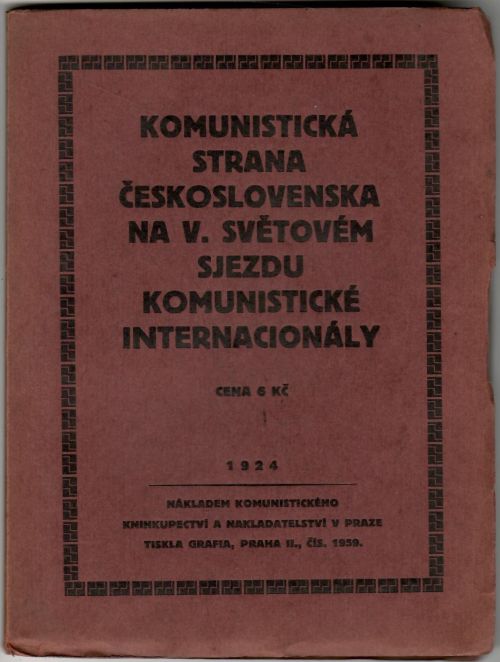 KOMUNISTICKÁ
STRANA
ČESKOSLOVENSKA
NA V. SVĚTOVÉM
SJEZDU
KOMUNISTICKÉ
INTERNACIONÁLY
CENA 6 KČ
1924
NÁKLADEM KOMUNISTICKÉHO
KNIHKUPECTVÍ A NAKLADATELSTVÍ V PRAZE
TISKLA GRAFIA, PRAHA II., ČÍS. 1959.